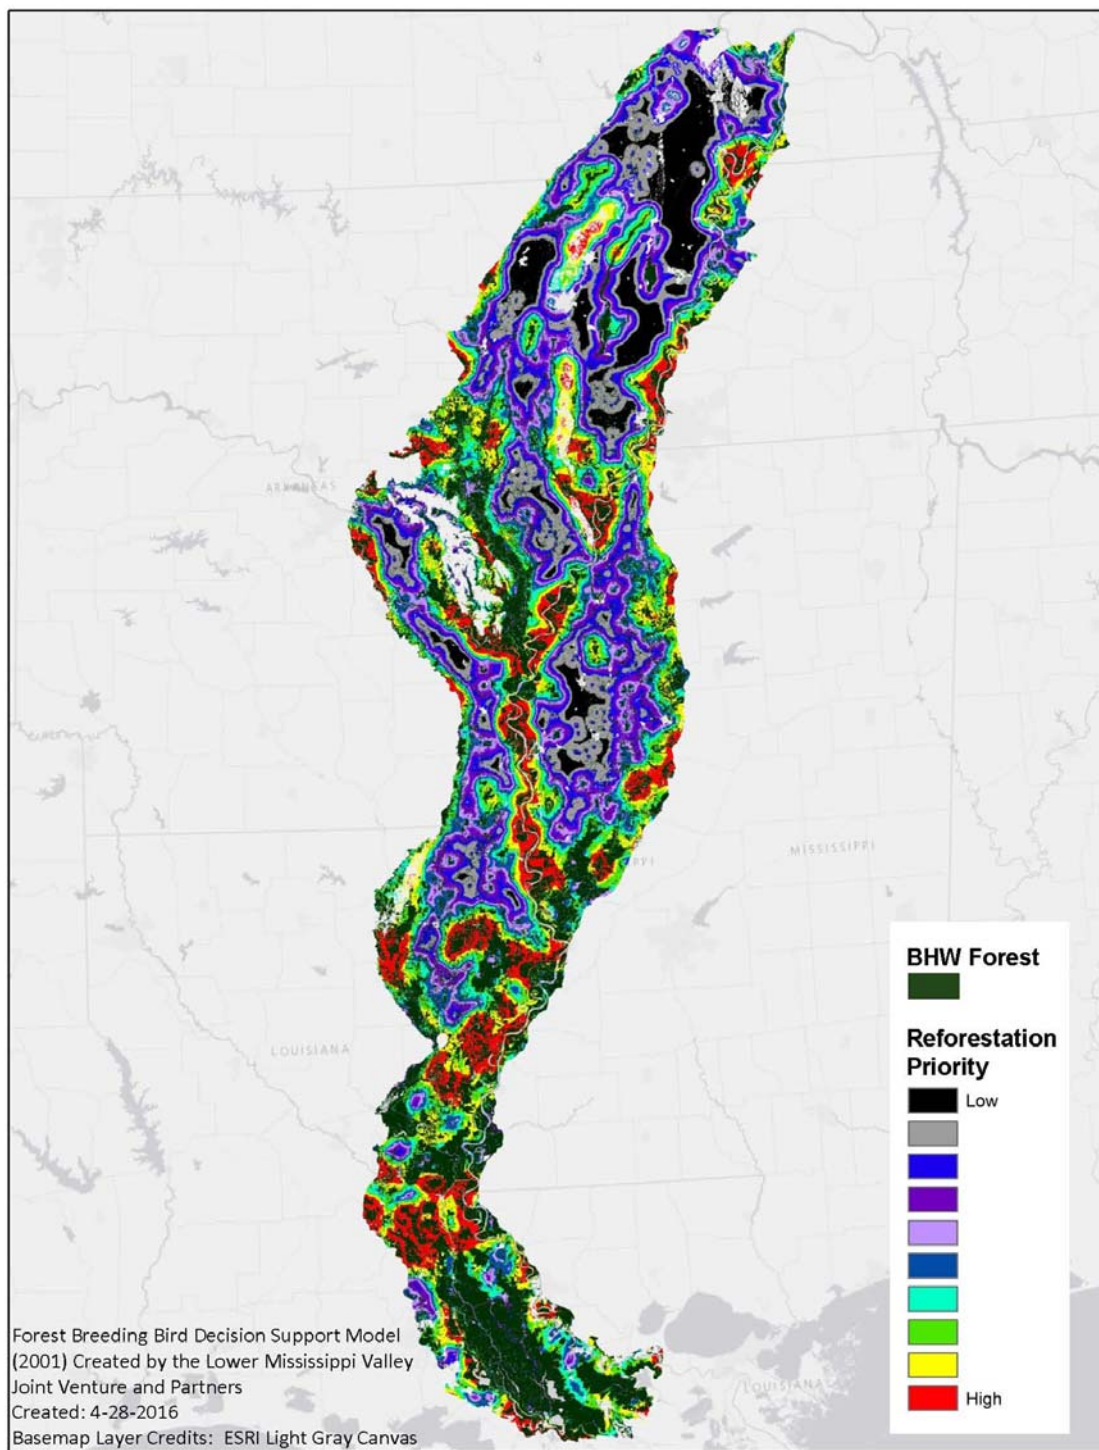 ARKANSAS
MISSISSIPPI
LOUISIANA
BHW Forest
Reforestation
Priority
Low
High
Forest Breeding Bird Decision Support Model
(2001) Created by the Lower Mississippi Valley
Joint Venture and Partners
Created: 4-28-2016
Basemap Layer Credits: ESRI Light Gray Canvas
LOUISIANA